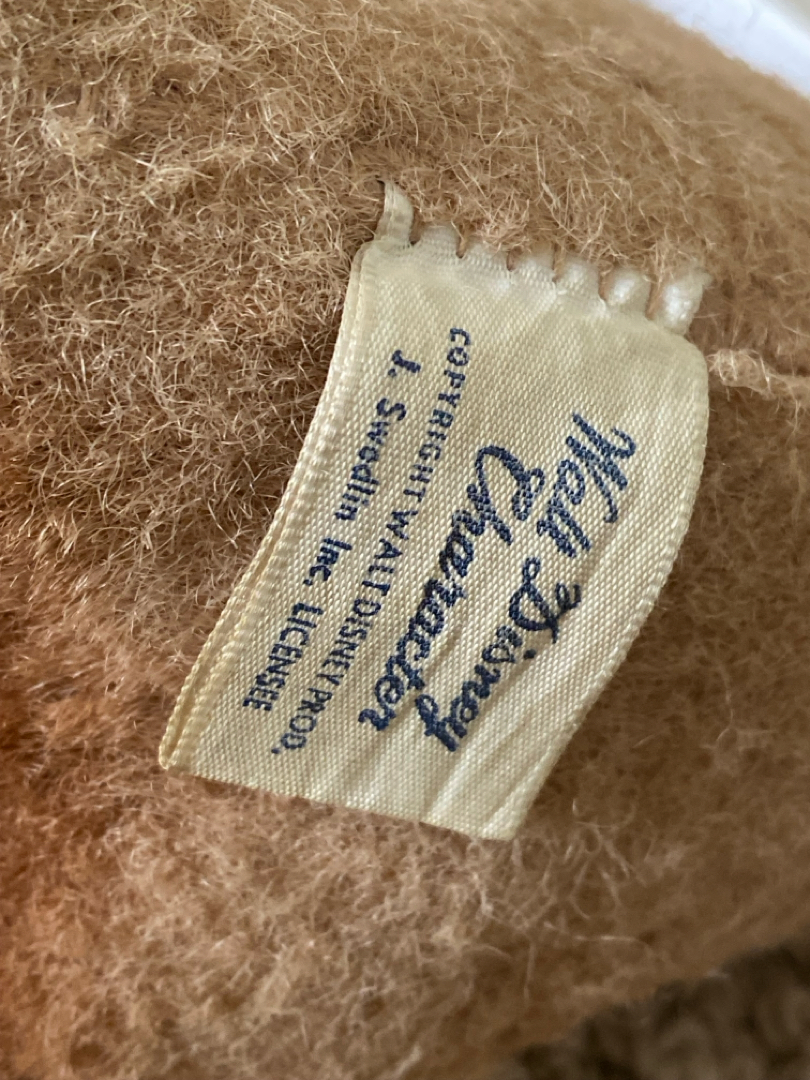 Walt Disney
Character
COPYRIGHT WALT DISNEY PROD.
J. Swedlin Inc. LICENSEE